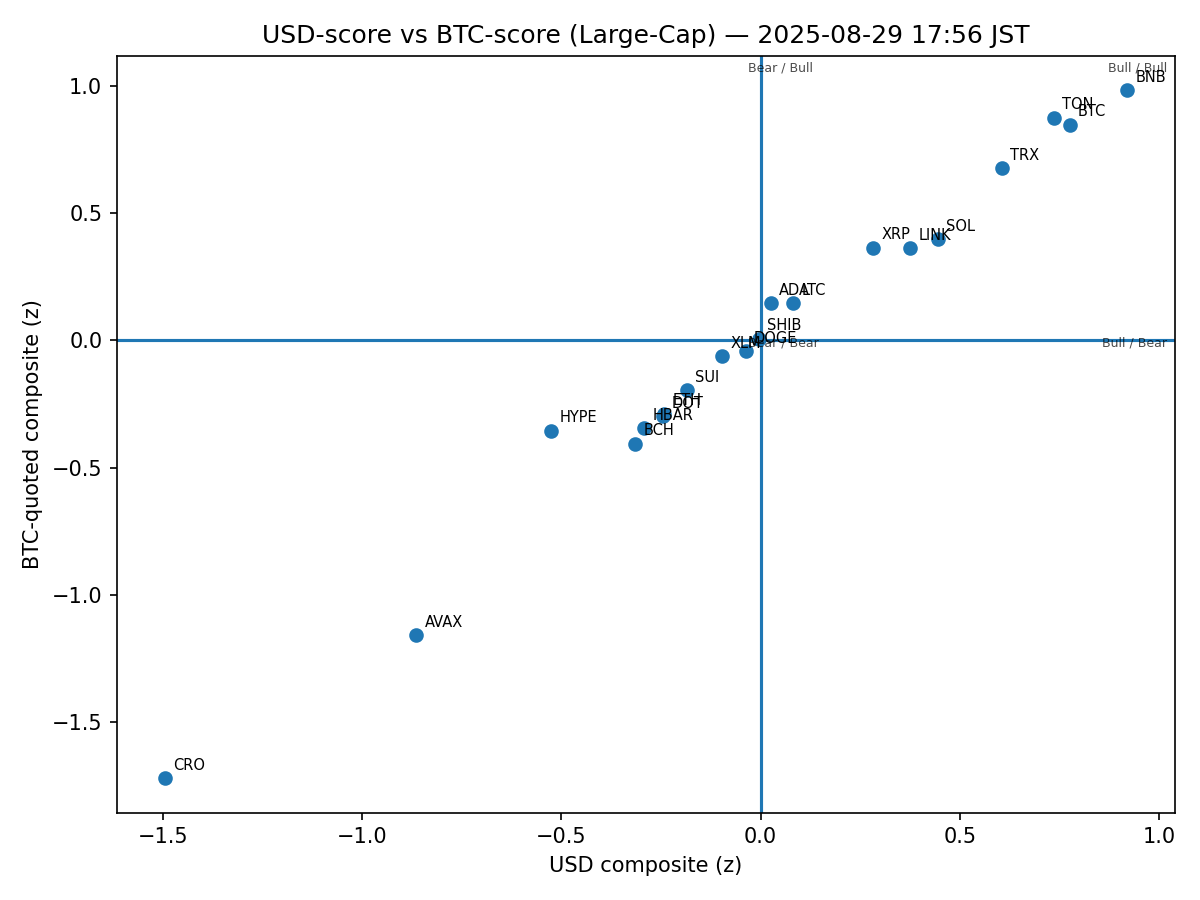 USD-score vs BTC-score (Large-Cap) — 2025-08-29 17:56 JST
Bear / Bull
Bull / Bull
BNB
TON
BTC
TRX
SOL
XRP
LINK
ADA
LTC
SHIB
DOGE
XLM
Bear / Bear
Bull / Bear
SUI
ETH
DOT
HBAR
HYPE
BCH
AVAX
CRO
1.0
0.5
0.0
−0.5
−1.0
−1.5
BTC-quoted composite (z)
−1.5
−1.0
−0.5
0.0
0.5
1.0
USD composite (z)